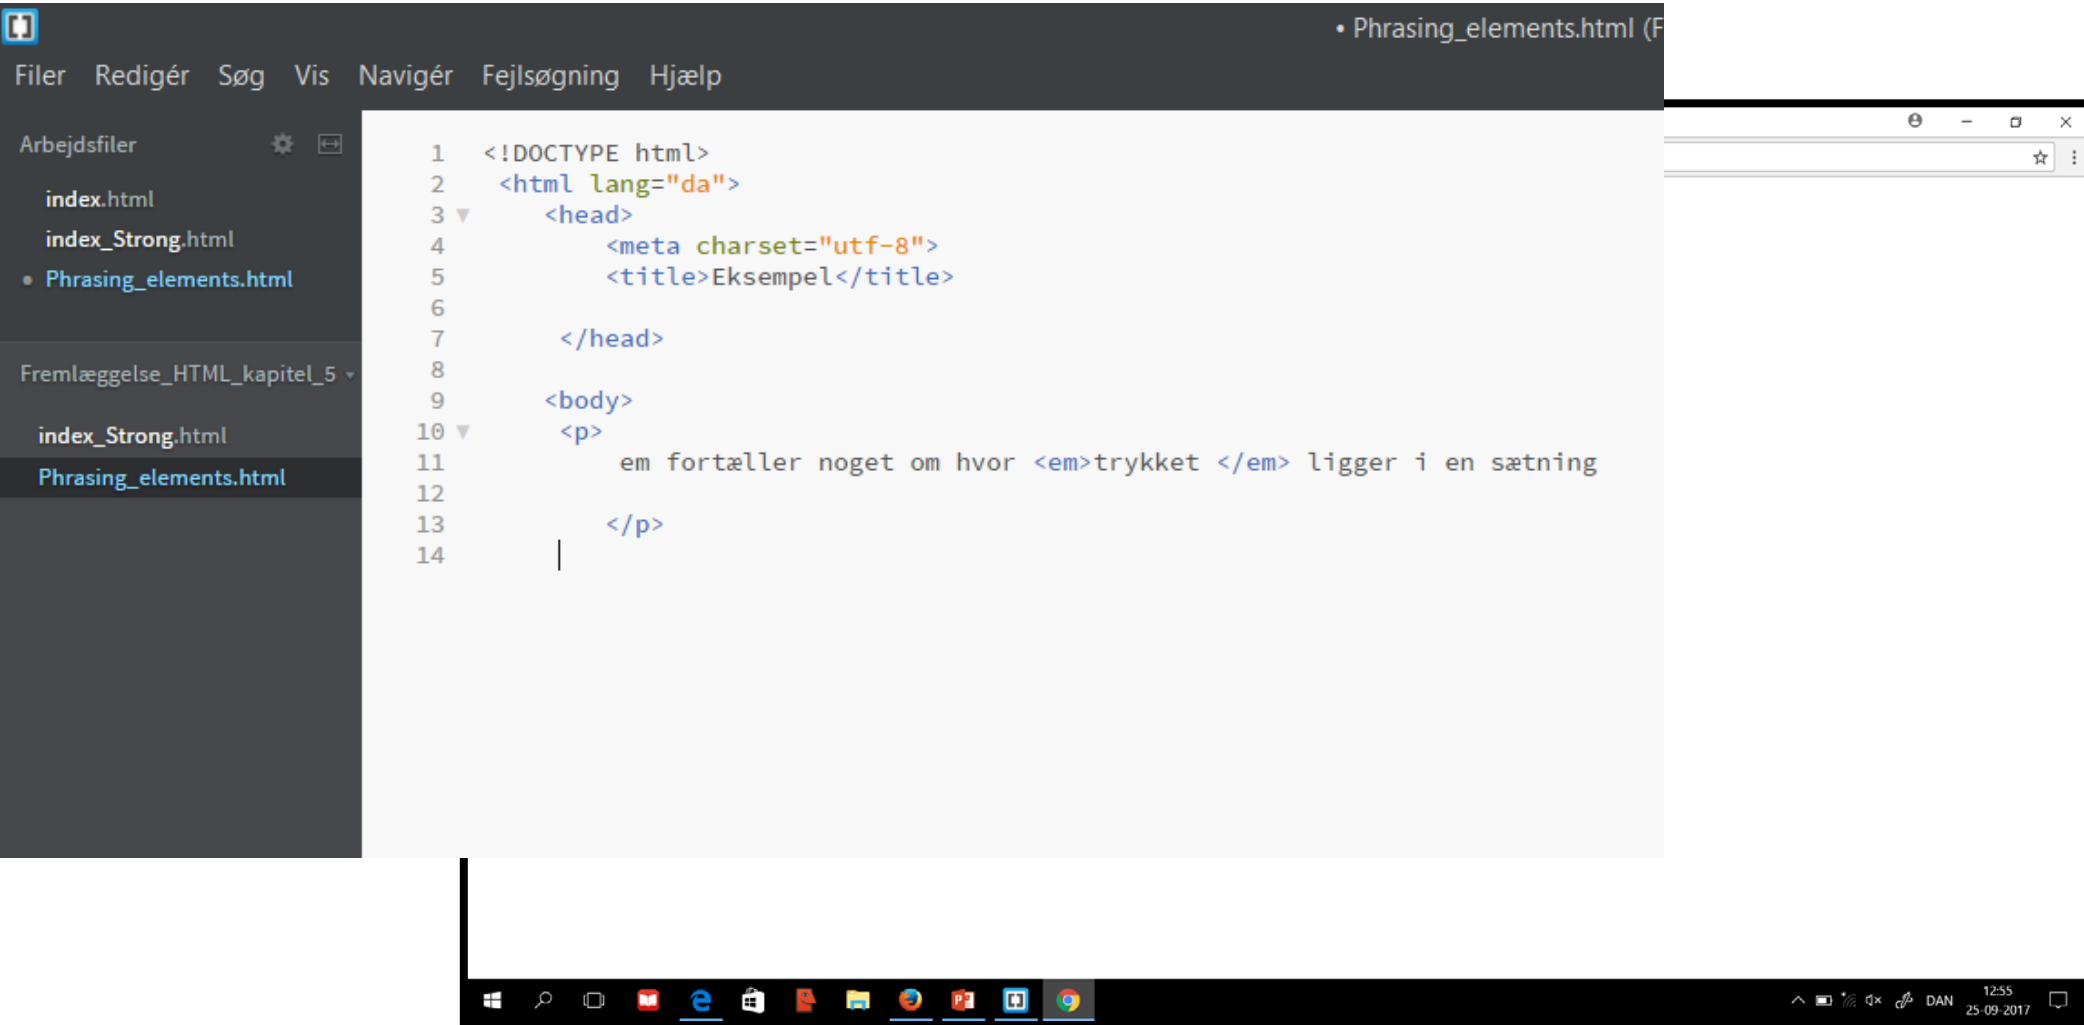 • Phrasing_elements.html (F
Filer Redigér Søg Vis Navigér Fejlsøgning Hjælp
Arbejdsfiler
index.html
index_Strong.html
• Phrasing_elements.html
Fremlæggelse_HTML_kapitel_5
index_Strong.html
Phrasing_elements.html
1 <!DOCTYPE html>
2 <html lang="da">
3 <head>
4 <meta charset="utf-8">
5 <title>Eksempel</title>
6
7 </head>
8
9 <body>
10 <p>
11 em fortæller noget om hvor <em>trykket </em> ligger i en sætning
12
13 </p>
14
DAN
12:55
25-09-2017